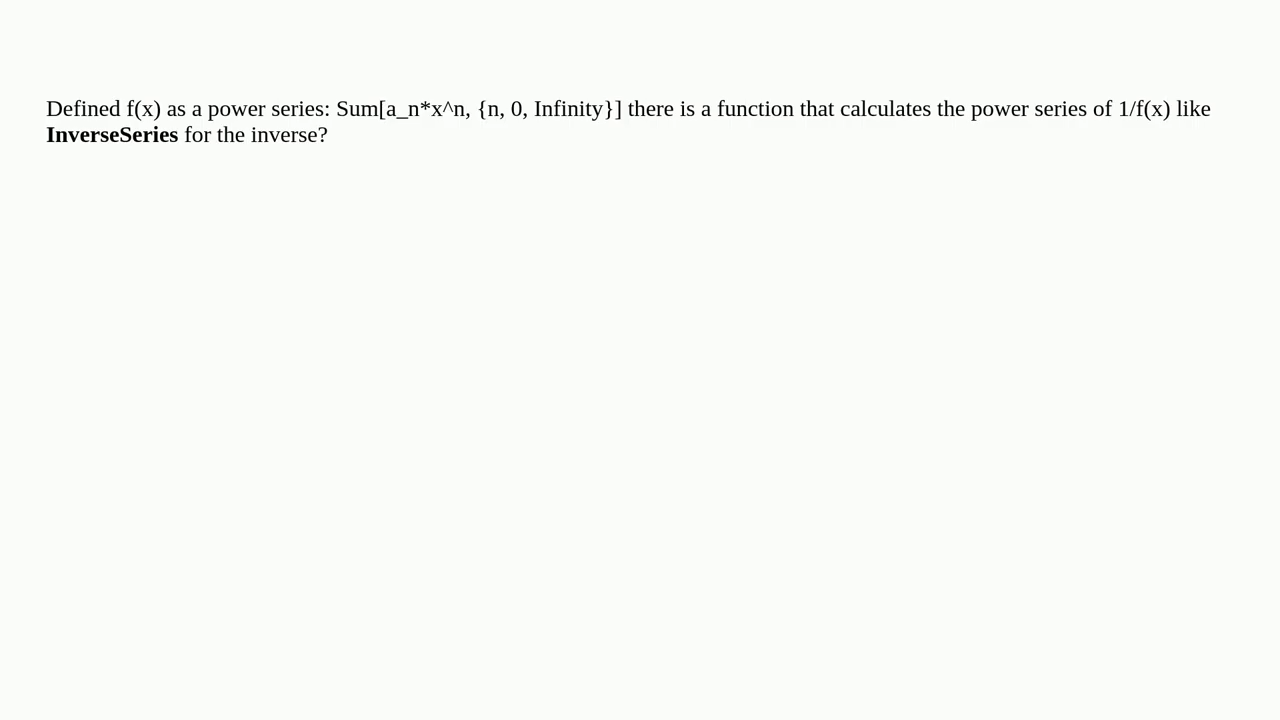 Defined f(x) as a power series: Sum[a_n*x^n, {n, 0, Infinity}] there is a function that calculates the power series of 1/f(x) like
InverseSeries for the inverse?